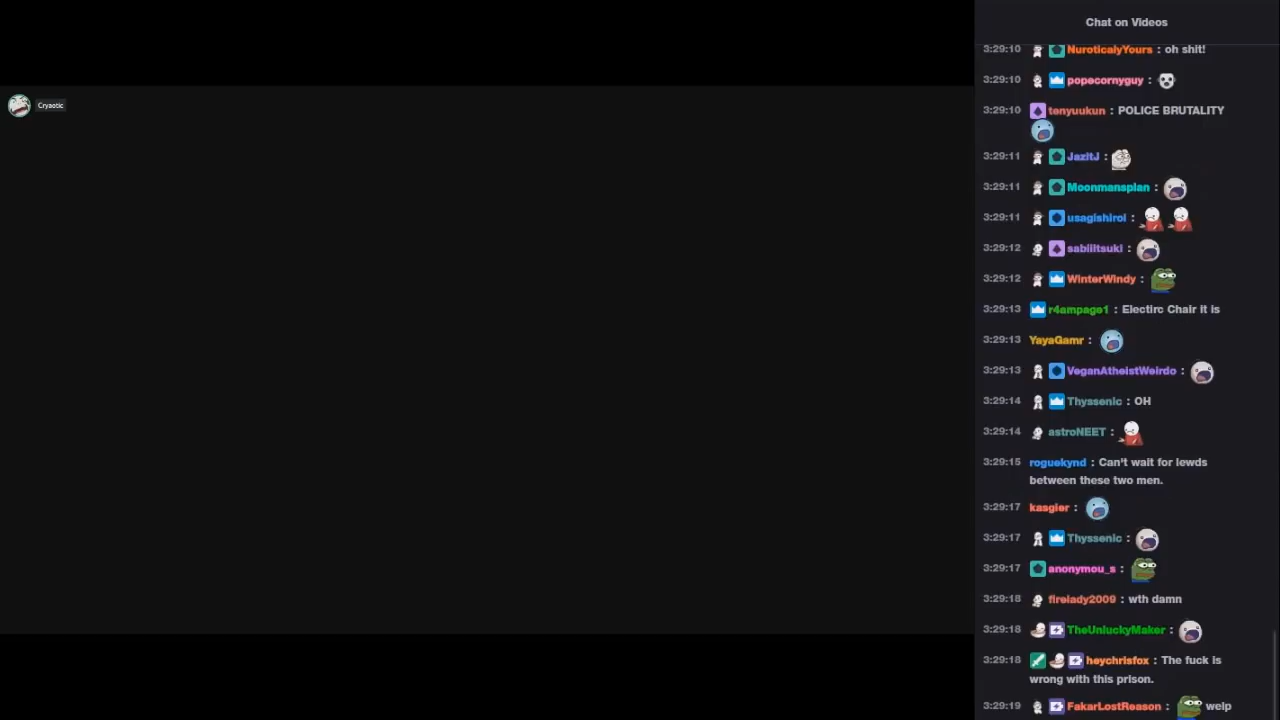 Chat on Videos
Cryaotic
3:29:10 NuroticalyYours : oh shit!
3:29:10 popecornyguy :
3:29:10 tenyuukun : POLICE BRUTALITY
3:29:11 JazitJ :
3:29:11 Moonmansplan :
3:29:11 usagishiroi :
3:29:12 sabiiitsuki :
3:29:12 WinterWindy :
3:29:13 r4ampage1 : Electirc Chair it is
3:29:13 YayaGamr :
3:29:13 VeganAtheistWeirdo :
3:29:14 Thyssenic : OH
3:29:14 astroNEET :
3:29:15 roguekynd : Can't wait for lewds
between these two men.
3:29:17 kasgier :
3:29:17 Thyssenic :
3:29:17 anonymou_s :
3:29:18 firelady2009 : wth damn
3:29:18 TheUnluckyMaker :
3:29:18 heychrisfox : The fuck is
wrong with this prison.
3:29:19 FakarLostReason : welp